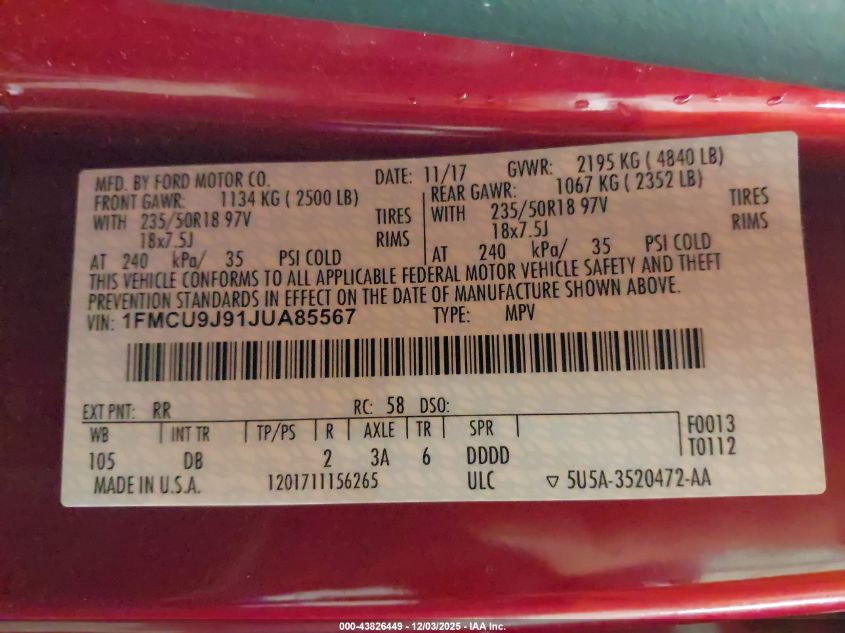 MFD. BY FORD MOTOR CO. DATE: 11/17 GVWR: 2195 KG ( 4840 LB)
FRONT GAWR: 1134 KG ( 2500 LB) REAR GAWR: 1067 KG ( 2352 LB)
WITH 235/50R18 97V TIRES WITH 235/50R18 97V TIRES
18x7.5J RIMS 18x7.5J RIMS
AT 240 kPa/ 35 PSI COLD AT 240 kPa/ 35 PSI COLD
THIS VEHICLE CONFORMS TO ALL APPLICABLE FEDERAL MOTOR VEHICLE SAFETY AND THEFT
PREVENTION STANDARDS IN EFFECT ON THE DATE OF MANUFACTURE SHOWN ABOVE.
VIN: 1FMCU9J91JUA85567 TYPE: MPV
EXT PNT: RR RC: 58 DSO:
WB INT TR TP/PS R AXLE TR SPR F0013
105 DB 2 3A 6 DDDD T0112
MADE IN U.S.A. 1201711156265 ULC ▽ 5U5A-3520472-AA
000-43826449 - 12/03/2025 - IAA Inc.